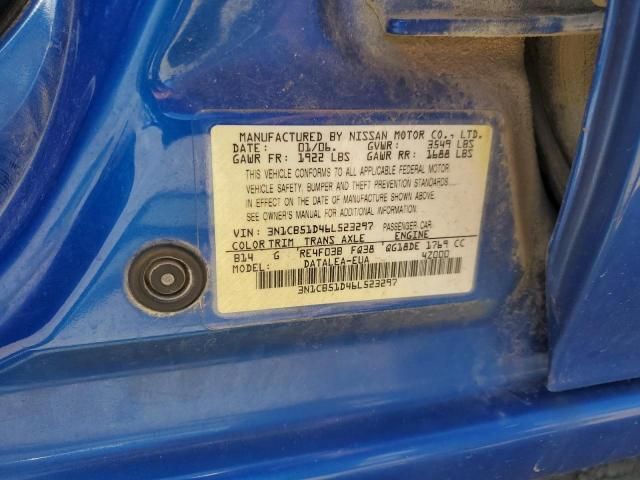 MANUFACTURED BY NISSAN MOTOR CO., LTD.
DATE: 01/06. GVWR: 3549 LBS
GAWR FR: 1922 LBS GAWR RR: 1688 LBS
THIS VEHICLE CONFORMS TO ALL APPLICABLE FEDERAL MOTOR
VEHICLE SAFETY, BUMPER AND THEFT PREVENTION STANDARDS
IN EFFECT ON THE DATE OF MANUFACTURE SHOWN ABOVE.
SEE OWNER'S MANUAL FOR ADDITIONAL INFORMATION.
VIN: 3N1CB51D46L523297 PASSENGER CAR
COLOR TRIM TRANS AXLE ENGINE
B14 G RE4F03B FQ38 QG18DE 1769 CC
MODEL: DATALEA-EUA 4Z000
3N1CB51D46L523297